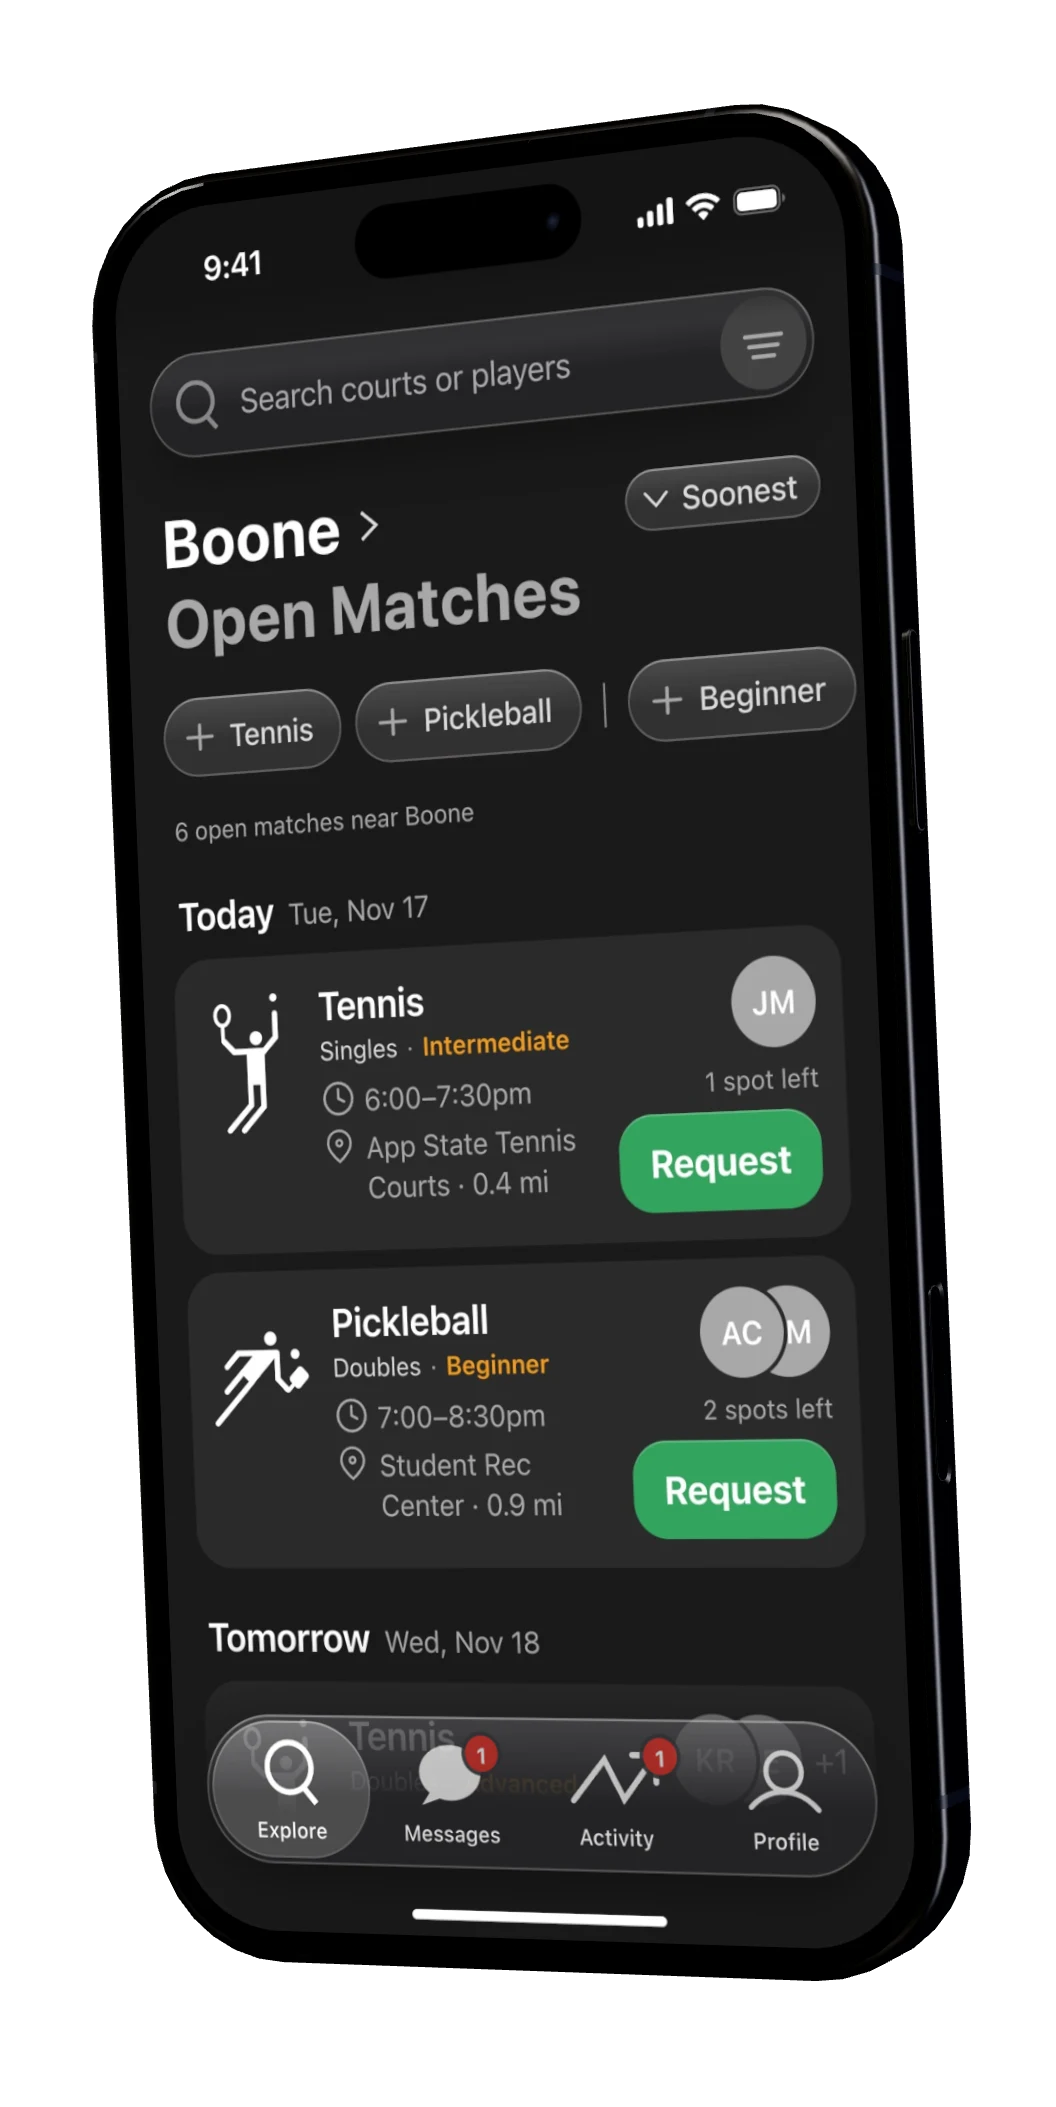 9:41
Search courts or players
Soonest
Boone
Open Matches
Tennis
Pickleball
Beginner
6 open matches near Boone
Today Tue, Nov 17
Tennis
JM
Singles · Intermediate
6:00–7:30pm
1 spot left
App State Tennis
Courts · 0.4 mi
Request
Pickleball
AC M
Doubles · Beginner
7:00–8:30pm
2 spots left
Student Rec
Center · 0.9 mi
Request
Tomorrow Wed, Nov 18
Tennis
KR +1
1
1
Explore
Messages
Activity
Profile